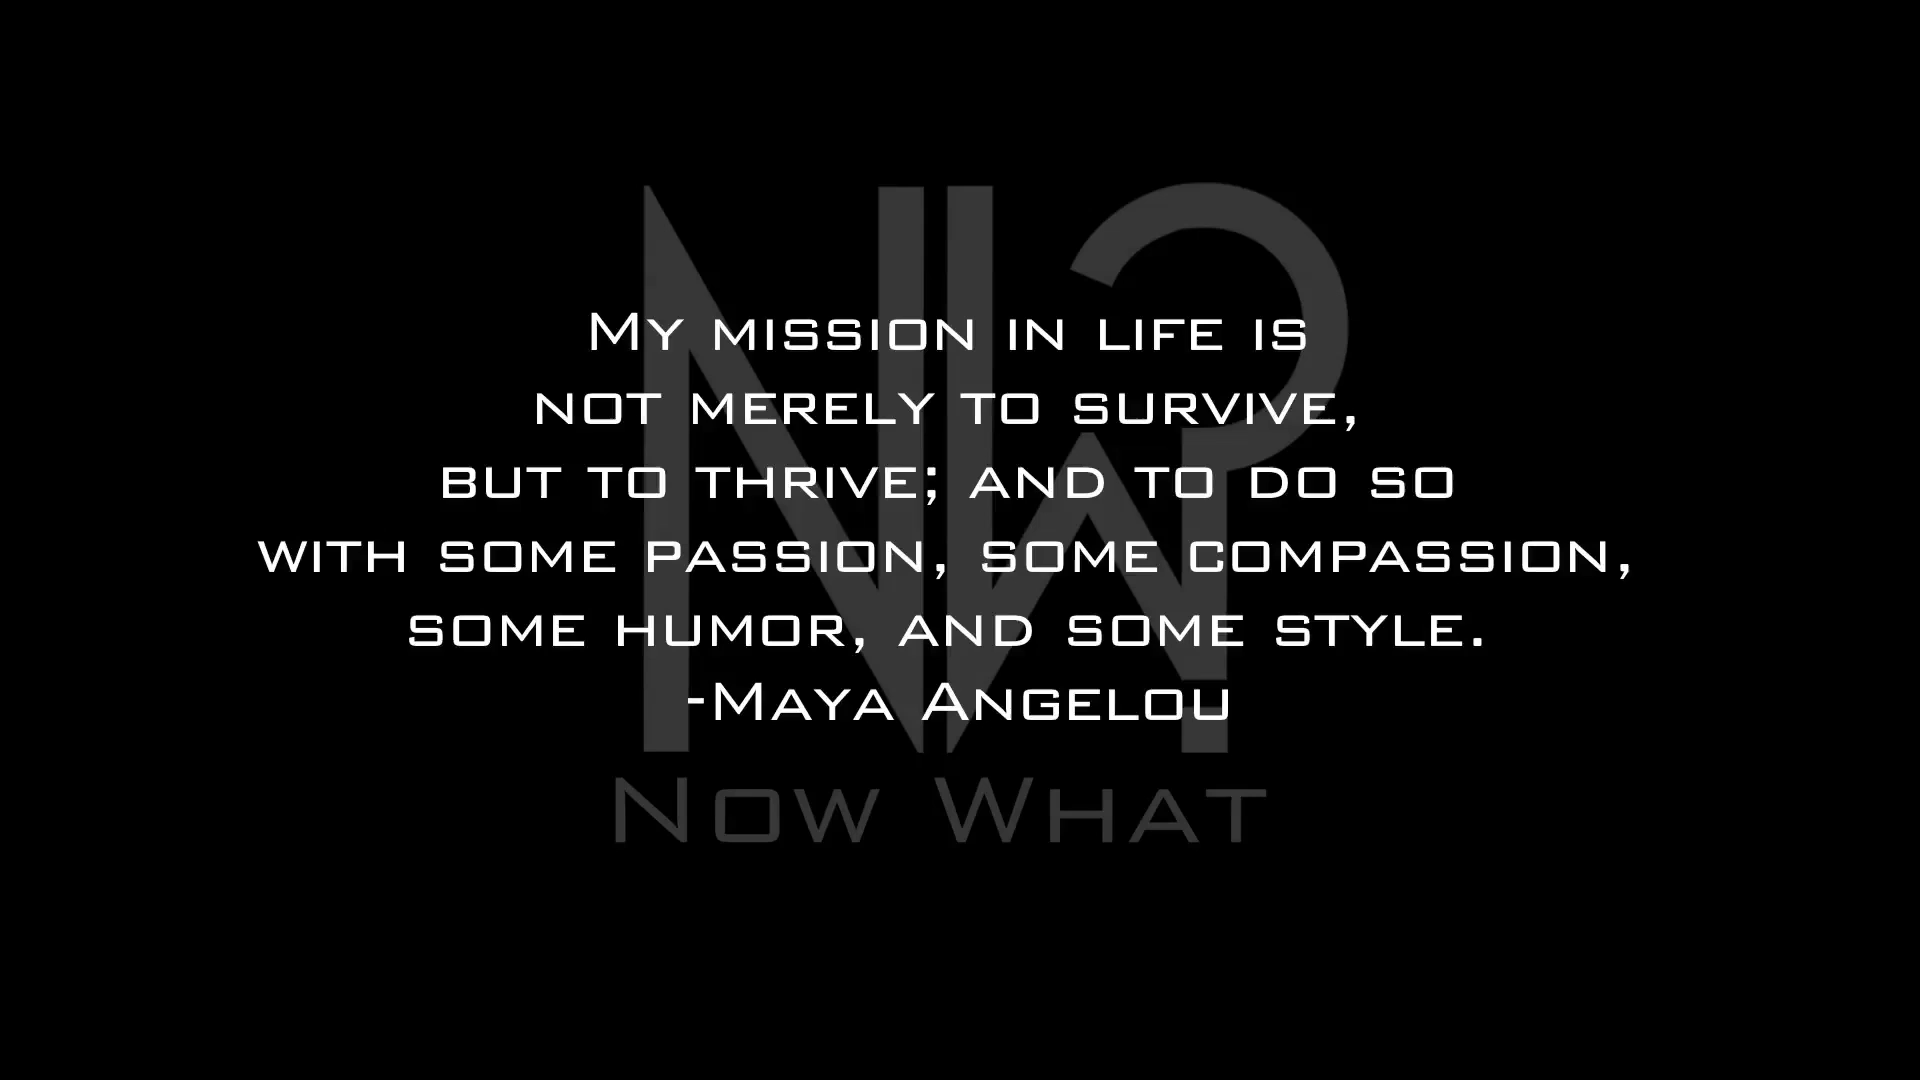 My mission in life is
not merely to survive,
but to thrive; and to do so
with some passion, some compassion,
some humor, and some style.
-Maya Angelou
NW?
Now What